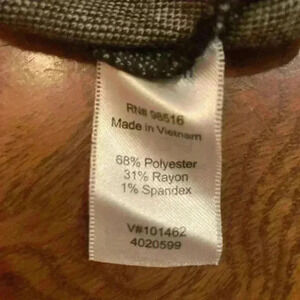 RN# 98516
Made in Vietnam
68% Polyester
31% Rayon
1% Spandex
V#101462
4020599